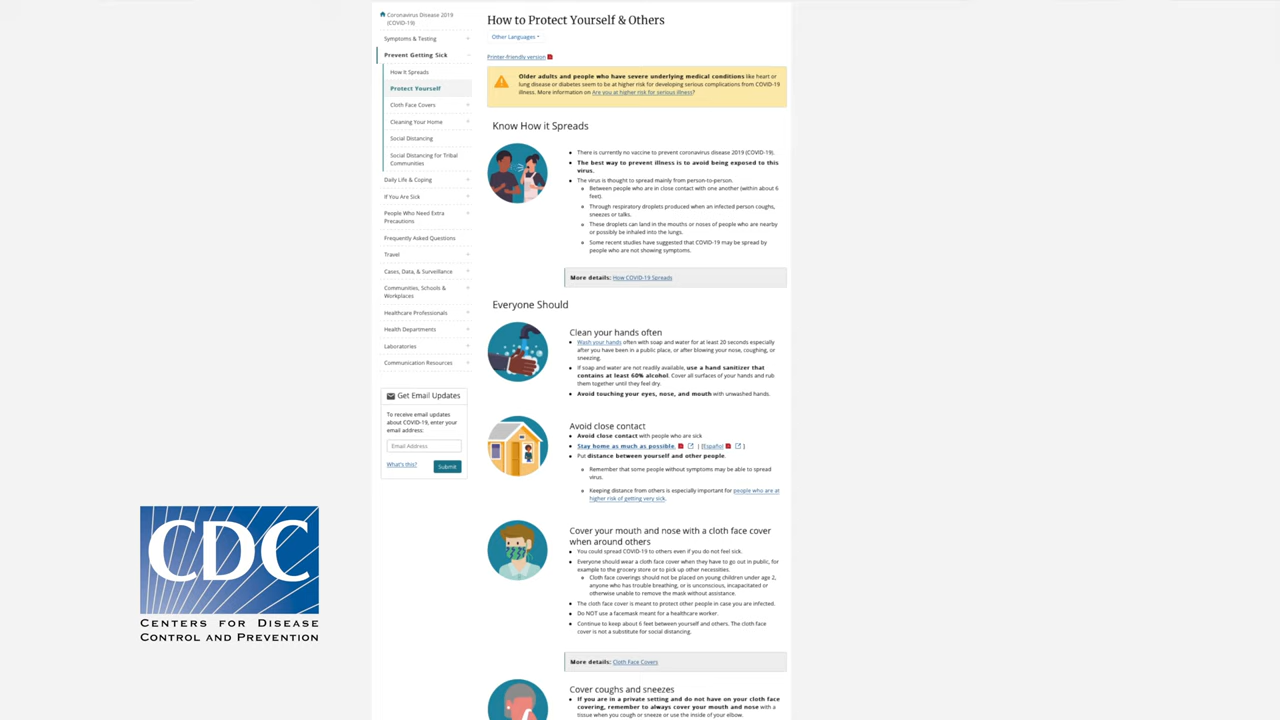 Coronavirus Disease 2019
(COVID-19)
Symptoms & Testing
Prevent Getting Sick
How It Spreads
Protect Yourself
Cloth Face Covers
Cleaning Your Home
Social Distancing
Social Distancing for Tribal
Communities
Daily Life & Coping
If You Are Sick
People Who Need Extra
Precautions
Frequently Asked Questions
Travel
Cases, Data, & Surveillance
Communities, Schools &
Workplaces
Healthcare Professionals
Health Departments
Laboratories
Communication Resources
Get Email Updates
To receive email updates
about COVID-19, enter your
email address:
Email Address
What's this?
Submit
CDC
CENTERS FOR DISEASE
CONTROL AND PREVENTION
How to Protect Yourself & Others
Other Languages
Printer-friendly version
Older adults and people who have severe underlying medical conditions like heart or
lung disease or diabetes seem to be at higher risk for developing serious complications from COVID-19
illness. More information on Are you at higher risk for serious illness?
Know How it Spreads
There is currently no vaccine to prevent coronavirus disease 2019 (COVID-19).
The best way to prevent illness is to avoid being exposed to this
virus.
The virus is thought to spread mainly from person-to-person.
Between people who are in close contact with one another (within about 6
feet).
Through respiratory droplets produced when an infected person coughs,
sneezes or talks.
These droplets can land in the mouths or noses of people who are nearby
or possibly be inhaled into the lungs.
Some recent studies have suggested that COVID-19 may be spread by
people who are not showing symptoms.
More details: How COVID-19 Spreads
Everyone Should
Clean your hands often
Wash your hands often with soap and water for at least 20 seconds especially
after you have been in a public place, or after blowing your nose, coughing, or
sneezing.
If soap and water are not readily available, use a hand sanitizer that
contains at least 60% alcohol. Cover all surfaces of your hands and rub
them together until they feel dry.
Avoid touching your eyes, nose, and mouth with unwashed hands.
Avoid close contact
Avoid close contact with people who are sick
Stay home as much as possible. ] [Español ]
Put distance between yourself and other people.
Remember that some people without symptoms may be able to spread
virus.
Keeping distance from others is especially important for people who are at
higher risk of getting very sick.
Cover your mouth and nose with a cloth face cover
when around others
You could spread COVID-19 to others even if you do not feel sick.
Everyone should wear a cloth face cover when they have to go out in public, for
example to the grocery store or to pick up other necessities.
Cloth face coverings should not be placed on young children under age 2,
anyone who has trouble breathing, or is unconscious, incapacitated or
otherwise unable to remove the mask without assistance.
The cloth face cover is meant to protect other people in case you are infected.
Do NOT use a facemask meant for a healthcare worker.
Continue to keep about 6 feet between yourself and others. The cloth face
cover is not a substitute for social distancing.
More details: Cloth Face Covers
Cover coughs and sneezes
If you are in a private setting and do not have on your cloth face
covering, remember to always cover your mouth and nose with a
tissue when you cough or sneeze or use the inside of your elbow.